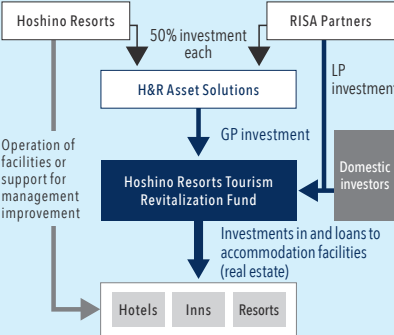 Hoshino Resorts
RISA Partners
50% investment
each
LP
investment
H&R Asset Solutions
GP investment
Operation of
facilities or
support for
management
improvement
Hoshino Resorts Tourism
Revitalization Fund
Domestic
investors
Investments in and loans to
accommodation facilities
(real estate)
Hotels
Inns
Resorts